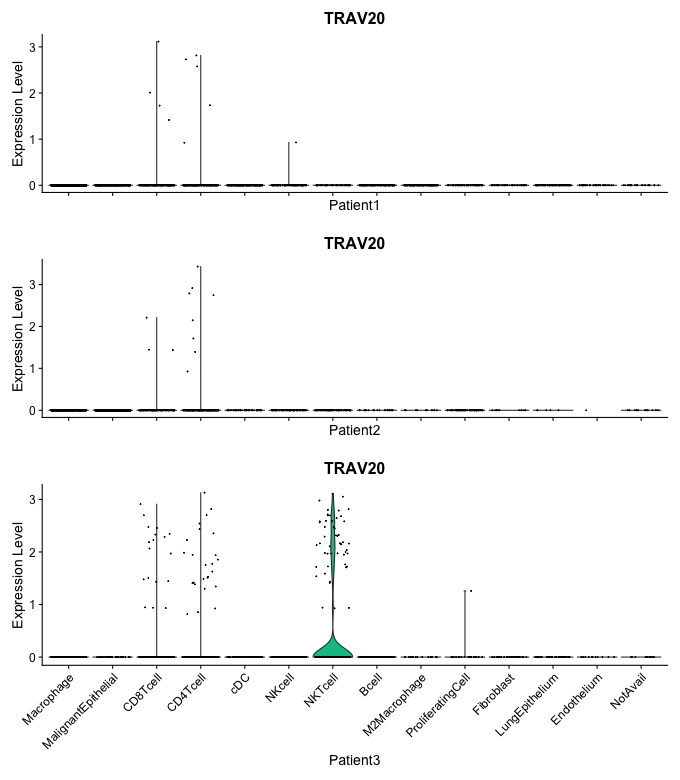 TRAV20
Expression Level
3
2
1
0
Patient1
TRAV20
Expression Level
3
2
1
0
Patient2
TRAV20
Expression Level
3
2
1
0
Macrophage
MalignantEpithelial
CD8Tcell
CD4Tcell
cDC
NKcell
NKTcell
Bcell
M2Macrophage
ProliferatingCell
Fibroblast
LungEpithelium
Endothelium
NotAvail
Patient3